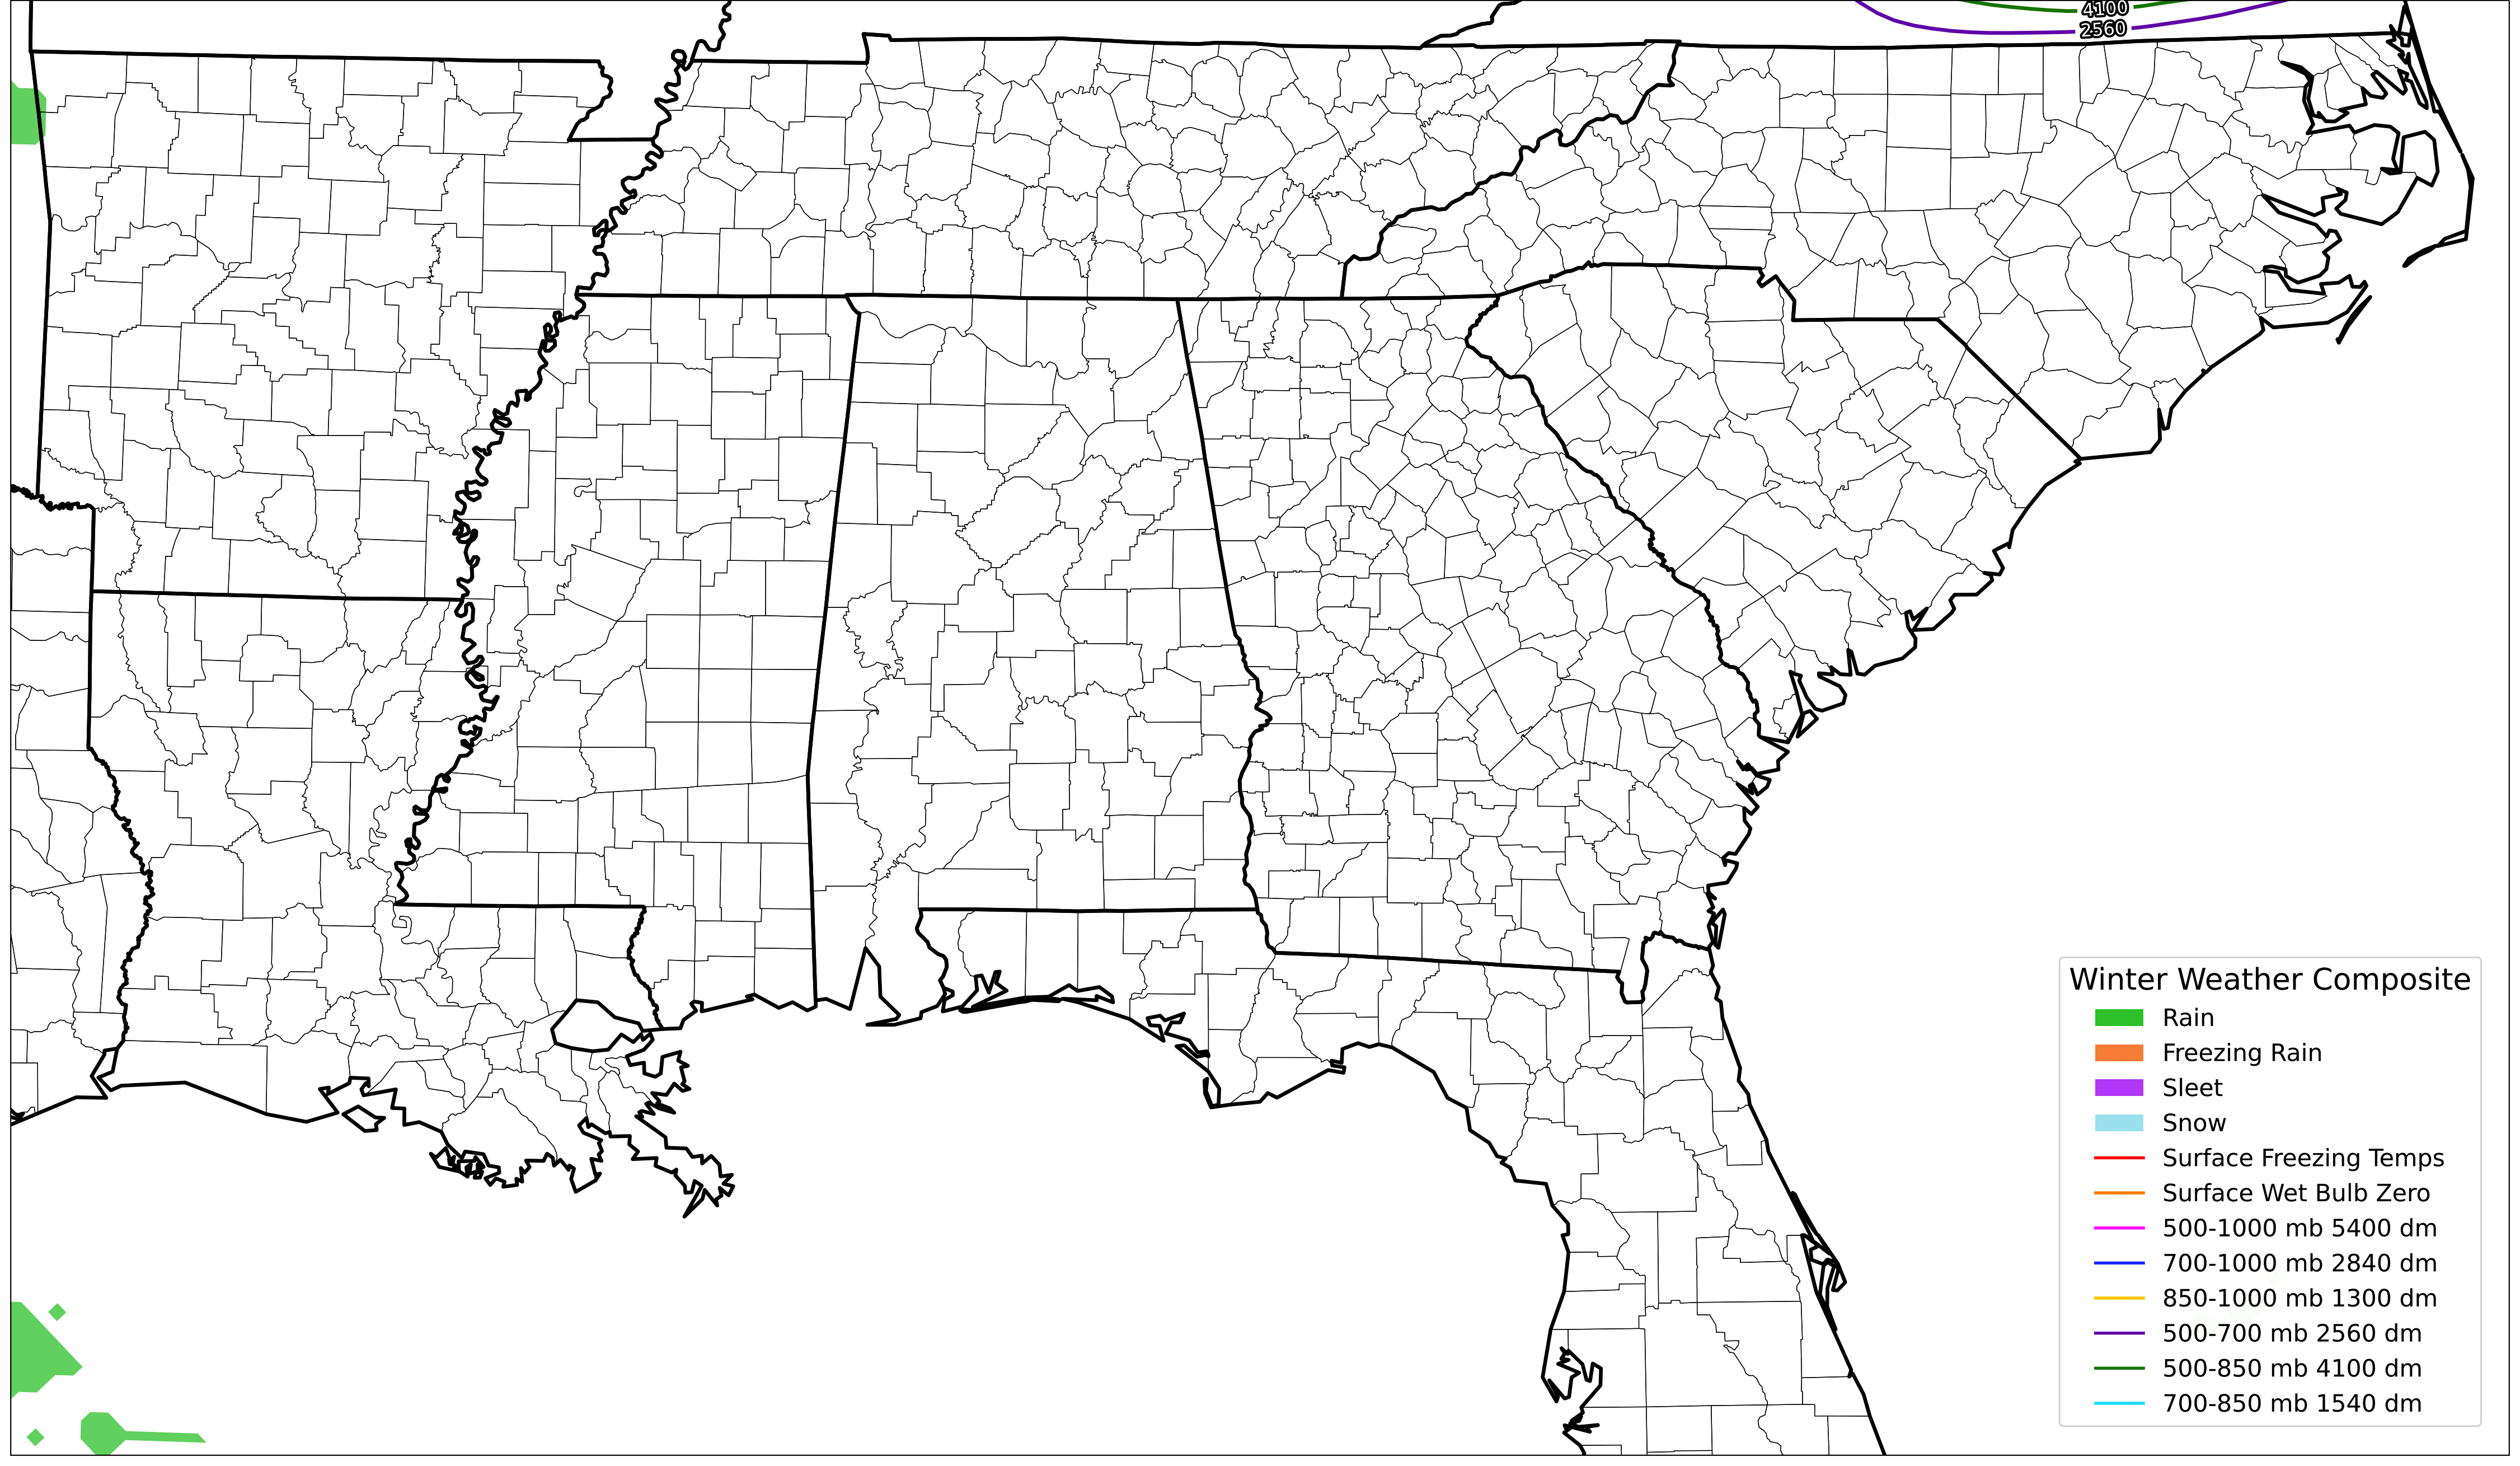 4100
2560
Winter Weather Composite
Rain
Freezing Rain
Sleet
Snow
Surface Freezing Temps
Surface Wet Bulb Zero
500-1000 mb 5400 dm
700-1000 mb 2840 dm
850-1000 mb 1300 dm
500-700 mb 2560 dm
500-850 mb 4100 dm
700-850 mb 1540 dm